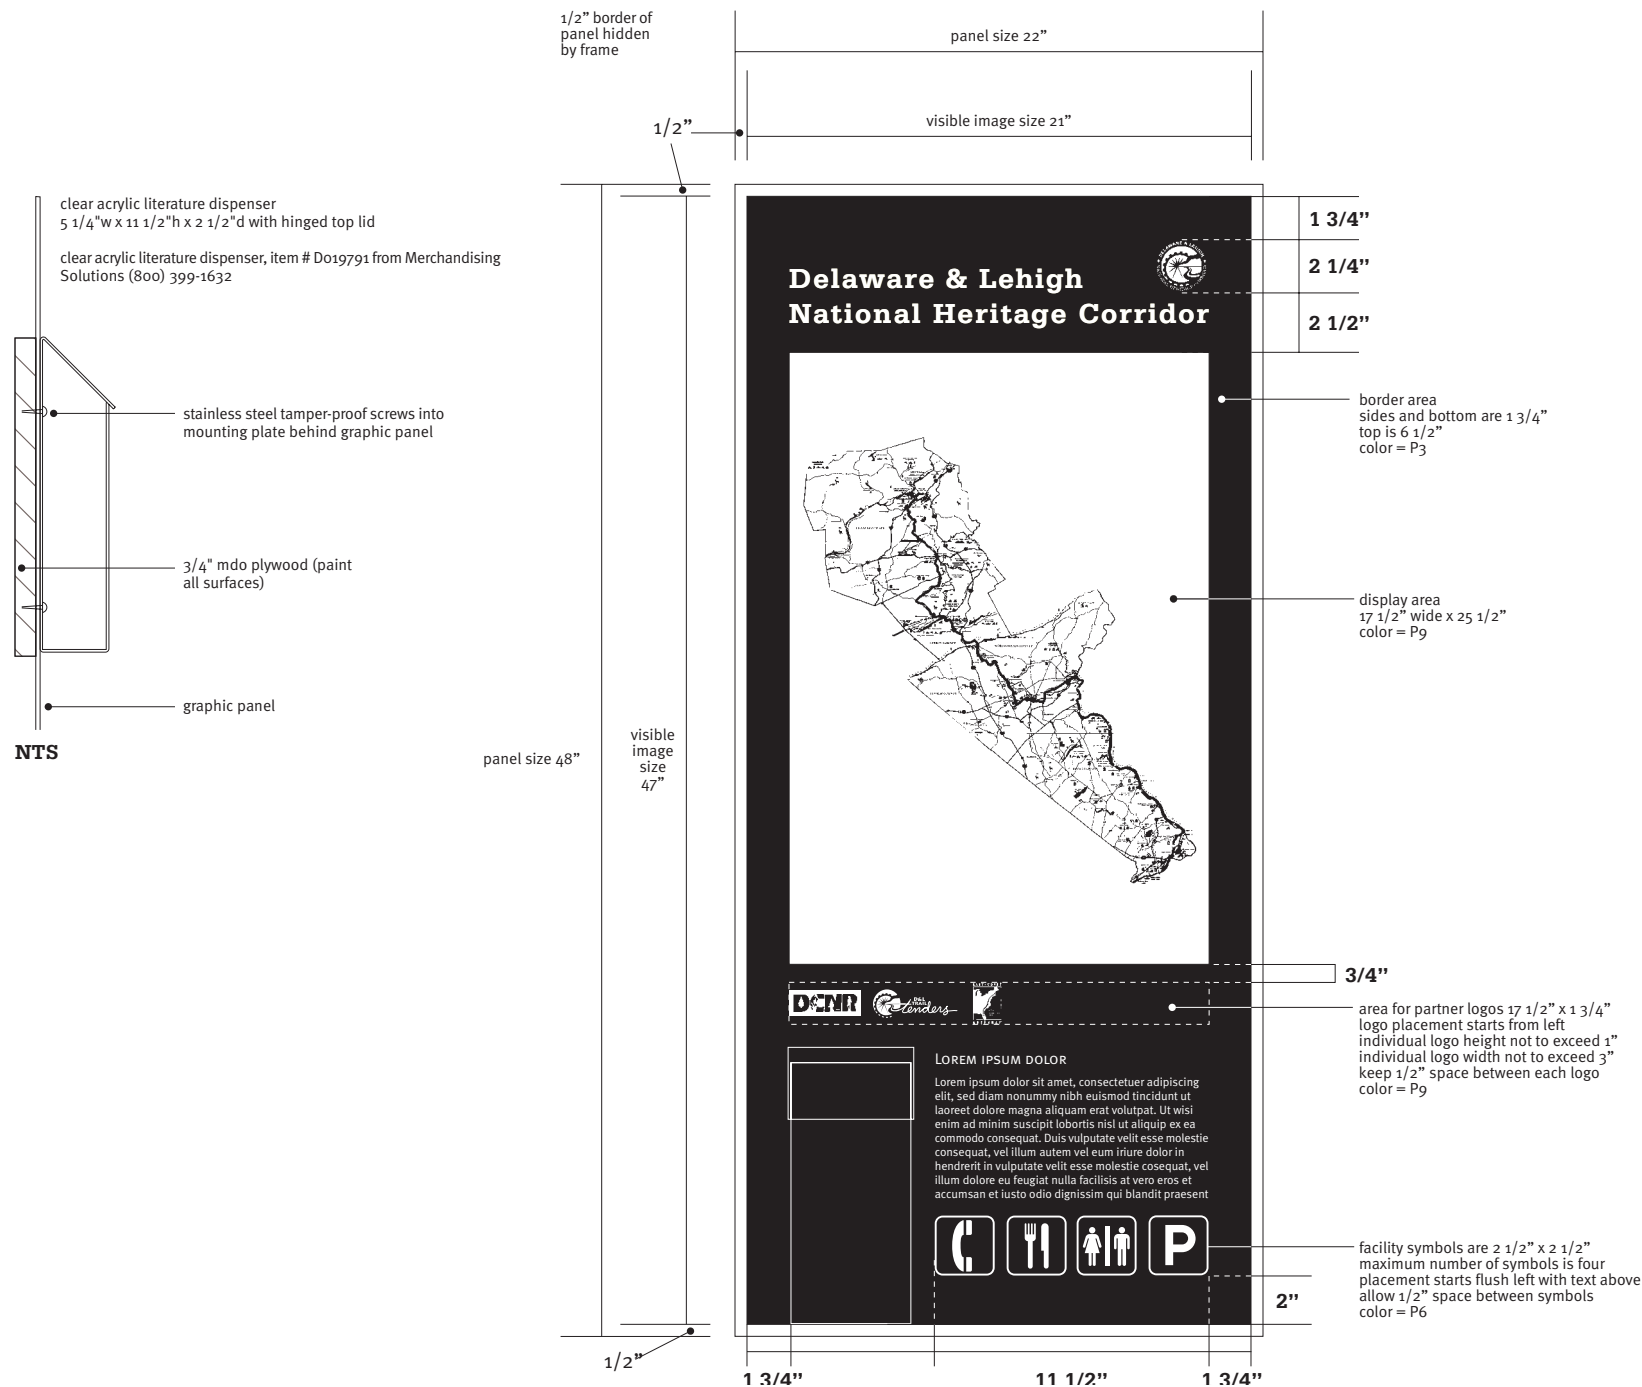 1/2” border of
panel hidden
by frame
panel size 22”
visible image size 21”
1/2”
clear acrylic literature dispenser
5 1/4"w x 11 1/2"h x 2 1/2"d with hinged top lid
clear acrylic literature dispenser, item # D019791 from Merchandising
Solutions (800) 399-1632
stainless steel tamper-proof screws into
mounting plate behind graphic panel
3/4" mdo plywood (paint
all surfaces)
graphic panel
NTS
panel size 48”
visible
image
size
47”
1/2”
Delaware & Lehigh
National Heritage Corridor
1 3/4”
2 1/4”
2 1/2”
border area
sides and bottom are 1 3/4”
top is 6 1/2”
color = P3
display area
17 1/2” wide x 25 1/2”
color = P9
3/4”
DCNR
D&L
TRAIL
tenders
area for partner logos 17 1/2” x 1 3/4”
logo placement starts from left
individual logo height not to exceed 1”
individual logo width not to exceed 3”
keep 1/2” space between each logo
color = P9
Lorem ipsum dolor
Lorem ipsum dolor sit amet, consectetuer adipiscing
elit, sed diam nonummy nibh euismod tincidunt ut
laoreet dolore magna aliquam erat volutpat. Ut wisi
enim ad minim suscipit lobortis nisl ut aliquip ex ea
commodo consequat. Duis vulputate velit esse molestie
consequat, vel illum autem vel eum iriure dolor in
hendrerit in vulputate velit esse molestie cosequat, vel
illum dolore eu feugiat nulla facilisis at vero eros et
accumsan et iusto odio dignissim qui blandit praesent
P
facility symbols are 2 1/2” x 2 1/2”
maximum number of symbols is four
placement starts flush left with text above
allow 1/2” space between symbols
color = P6
2”
1 3/4”
11 1/2”
1 3/4”